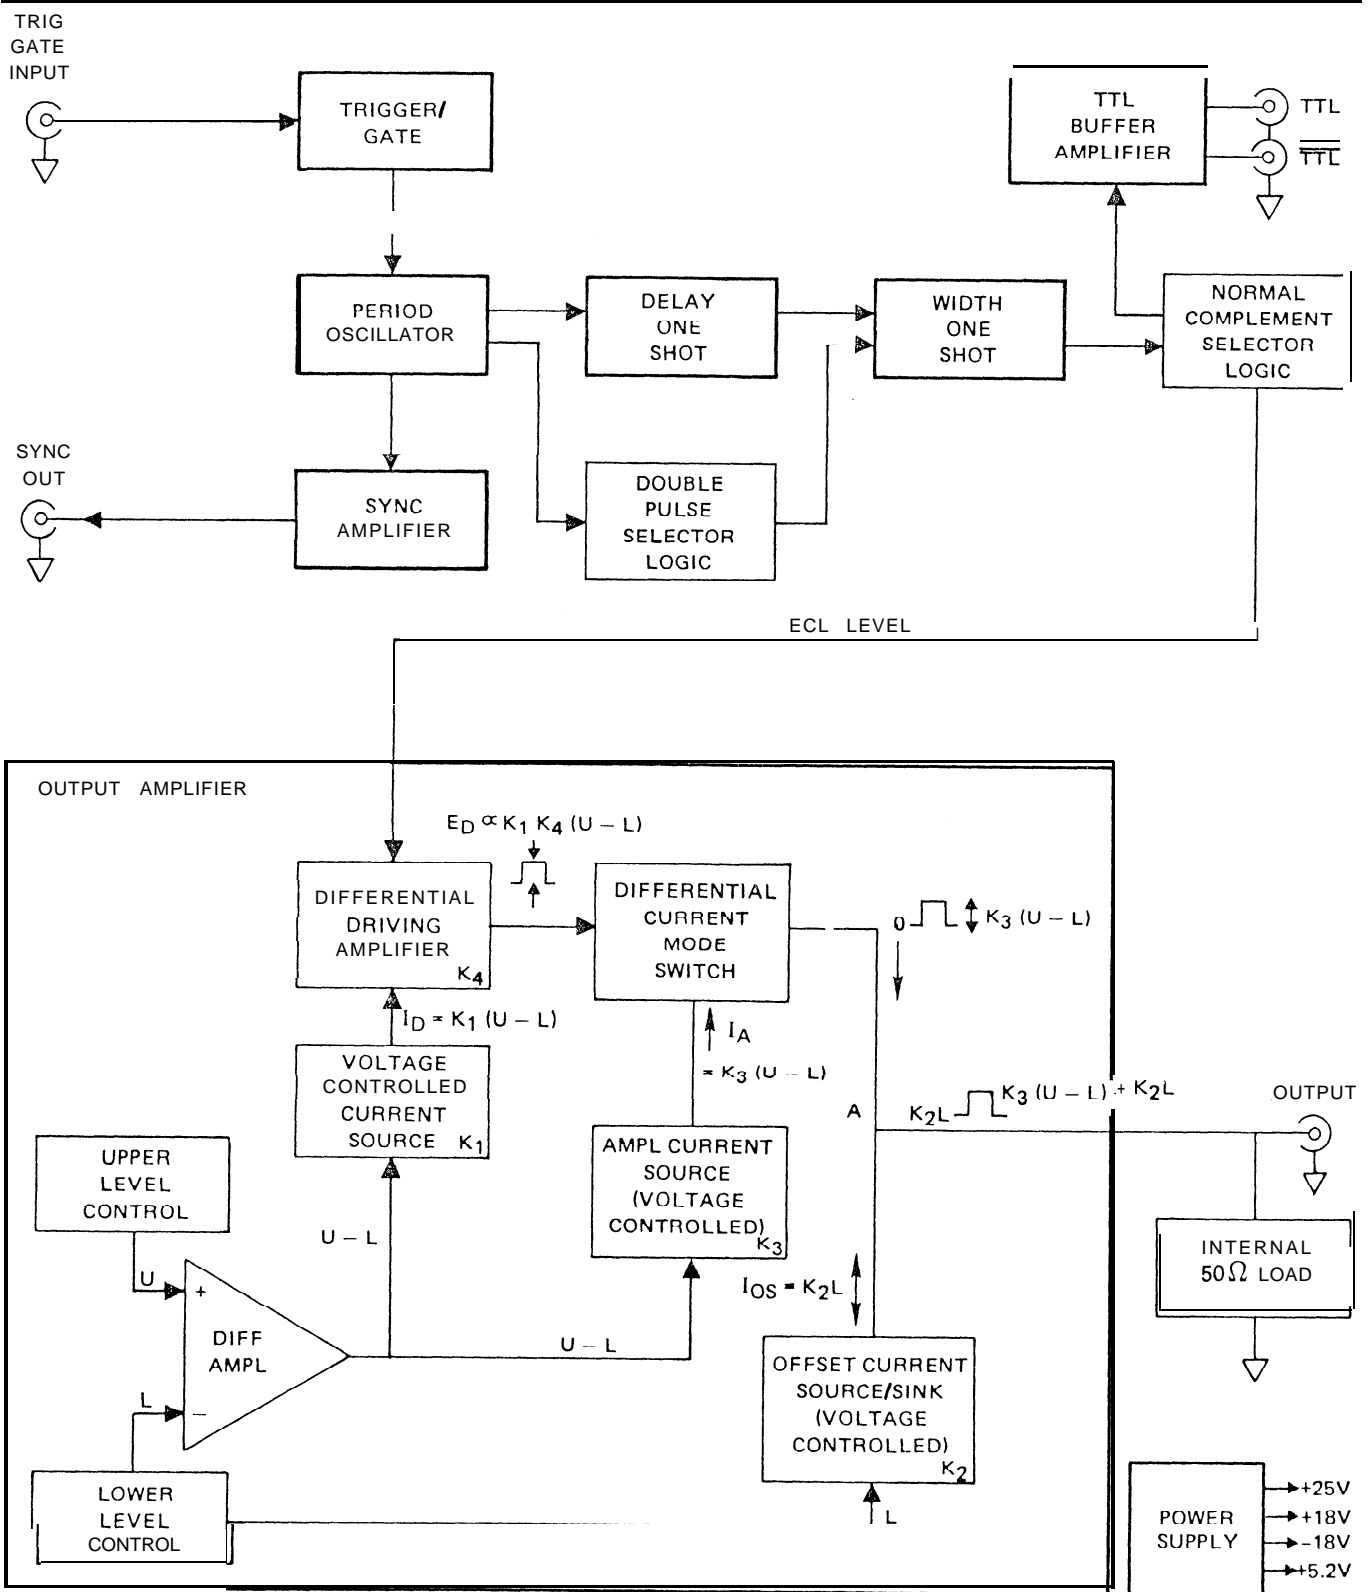 TRIG
GATE
INPUT
TRIGGER/
GATE
TTL
BUFFER
AMPLIFIER
TTL
TTL
PERIOD
OSCILLATOR
DELAY
ONE
SHOT
WIDTH
ONE
SHOT
NORMAL
COMPLEMENT
SELECTOR
LOGIC
SYNC
OUT
SYNC
AMPLIFIER
DOUBLE
PULSE
SELECTOR
LOGIC
ECL LEVEL
OUTPUT AMPLIFIER
E_D ∝ K₁ K₄ (U – L)
DIFFERENTIAL
DRIVING
AMPLIFIER
K₄
DIFFERENTIAL
CURRENT
MODE
SWITCH
0
K₃ (U – L)
I_D = K₁ (U – L)
I_A
= K₃ (U – L)
VOLTAGE
CONTROLLED
CURRENT
SOURCE K₁
A
K₂L
K₃ (U – L) + K₂L
OUTPUT
UPPER
LEVEL
CONTROL
AMPL CURRENT
SOURCE
(VOLTAGE
CONTROLLED)
K₃
U – L
U
+
DIFF
AMPL
U – L
I_OS = K₂L
INTERNAL
50Ω LOAD
L
–
OFFSET CURRENT
SOURCE/SINK
(VOLTAGE
CONTROLLED)
K₂
LOWER
LEVEL
CONTROL
L
POWER
SUPPLY
+25V
+18V
-18V
+5.2V